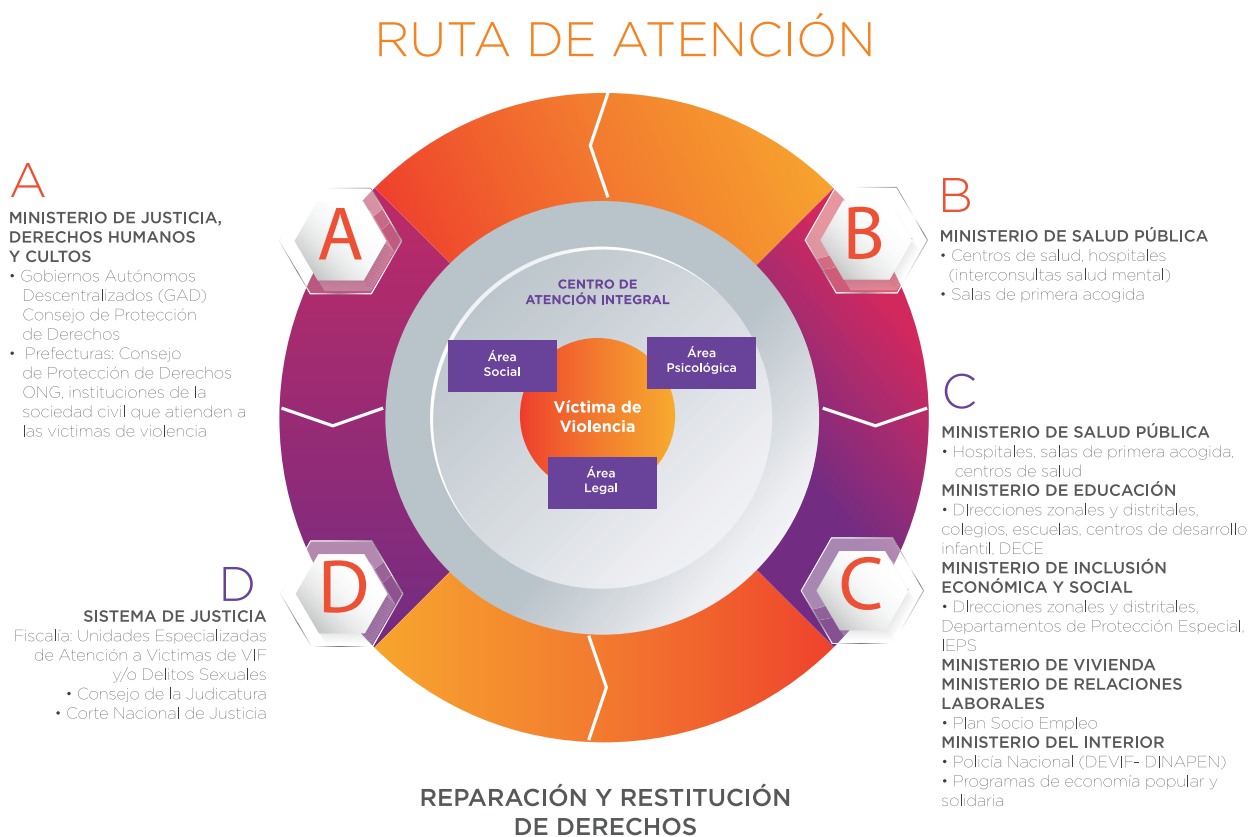 RUTA DE ATENCIÓN
A
MINISTERIO DE JUSTICIA,
DERECHOS HUMANOS
Y CULTOS
• Gobiernos Autónomos
Descentralizados (GAD)
Consejo de Protección
de Derechos
• Prefecturas: Consejo
de Protección de Derechos
ONG, instituciones de la
sociedad civil que atienden a
las victimas de violencia
D
SISTEMA DE JUSTICIA
Fiscalía: Unidades Especializadas
de Atención a Victimas de VIF
y/o Delitos Sexuales
• Consejo de la Judicatura
• Corte Nacional de Justicia
A
B
CENTRO DE
ATENCIÓN INTEGRAL
Área
Social
Área
Psicológica
Víctima de
Violencia
Área
Legal
D
C
B
MINISTERIO DE SALUD PÚBLICA
• Centros de salud, hospitales
(interconsultas salud mental)
• Salas de primera acogida
C
MINISTERIO DE SALUD PÚBLICA
• Hospitales, salas de primera acogida,
centros de salud
MINISTERIO DE EDUCACIÓN
• DIrecciones zonales y distritales,
colegios, escuelas, centros de desarrollo
infantil, DECE
MINISTERIO DE INCLUSIÓN
ECONÓMICA Y SOCIAL
• DIrecciones zonales y distritales,
Departamentos de Protección Especial,
IEPS
MINISTERIO DE VIVIENDA
MINISTERIO DE RELACIONES
LABORALES
• Plan Socio Empleo
MINISTERIO DEL INTERIOR
• Policía Nacional (DEVIF- DINAPEN)
• Programas de economía popular y
solidaria
REPARACIÓN Y RESTITUCIÓN
DE DERECHOS